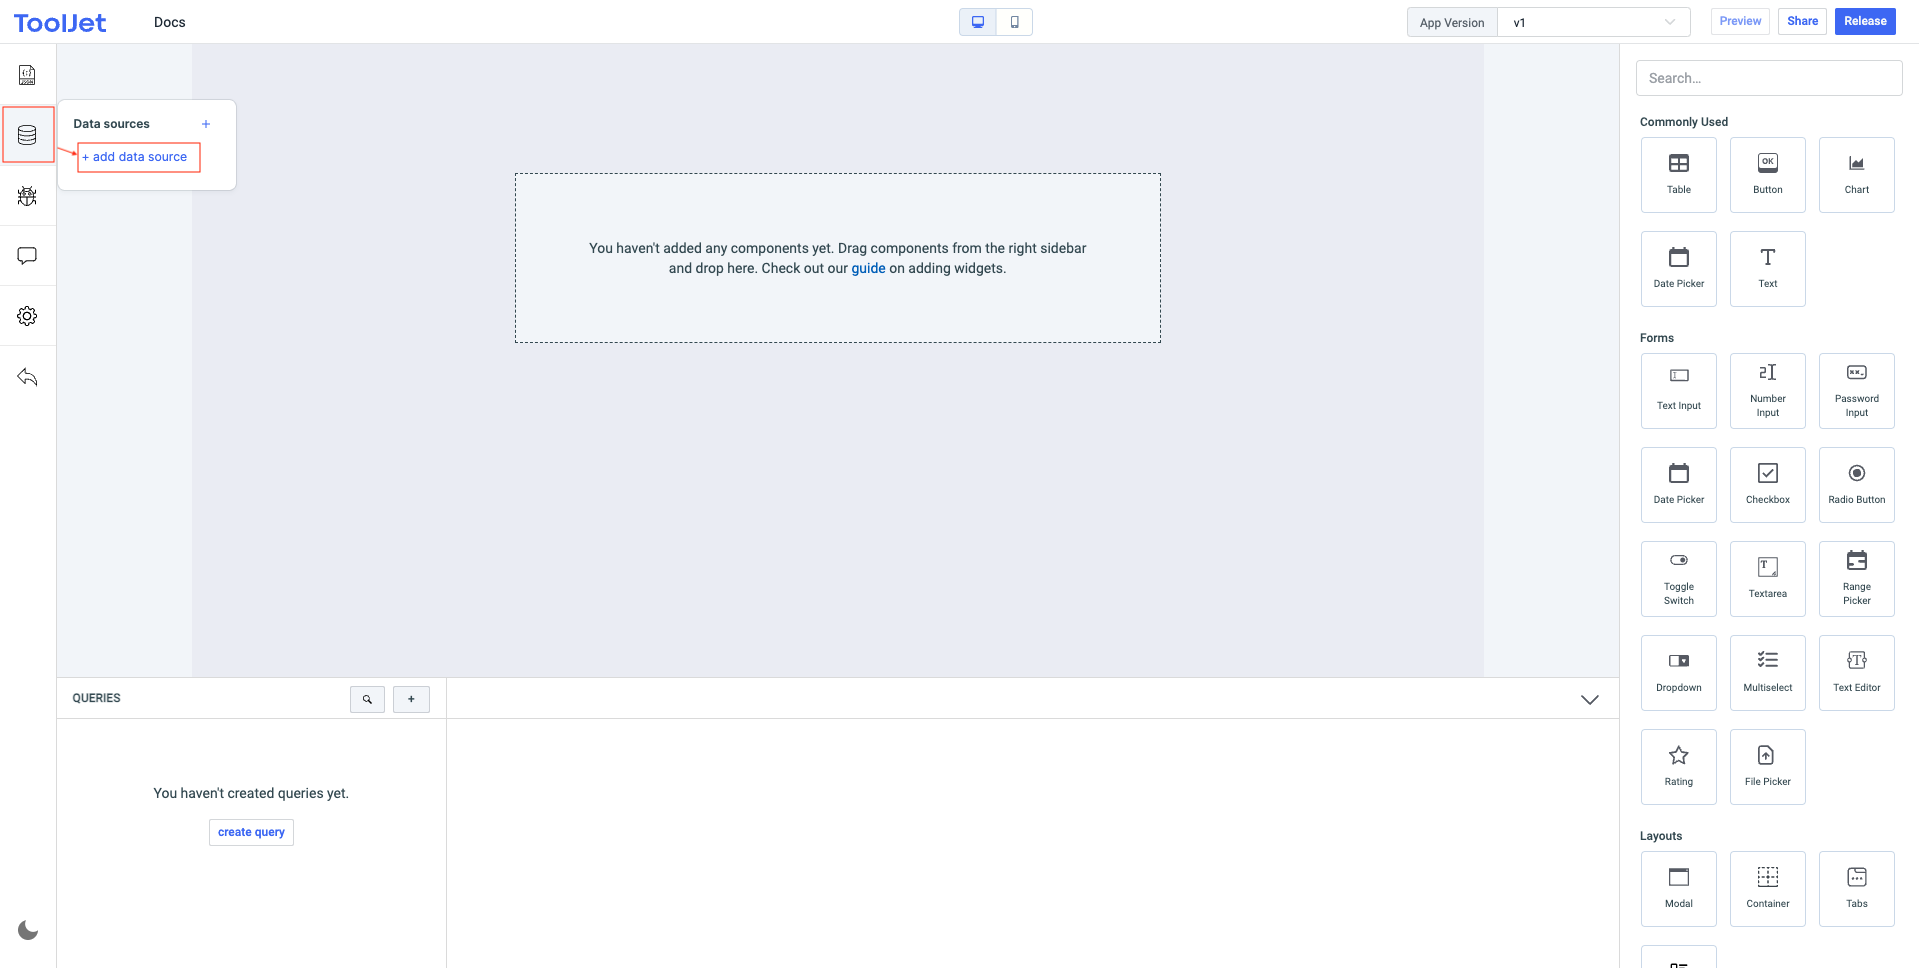 ToolJet
Docs
App Version
v1
Preview
Share
Release
Search...
Data sources
+
+ add data source
You haven't added any components yet. Drag components from the right sidebar
and drop here. Check out our guide on adding widgets.
Commonly Used
Table
OK
Button
Chart
Date Picker
Text
Forms
Text Input
Number
Input
Password
Input
Date Picker
Checkbox
Radio Button
Toggle
Switch
Textarea
Range
Picker
Dropdown
Multiselect
Text Editor
Rating
File Picker
Layouts
Modal
Container
Tabs
QUERIES
+
You haven't created queries yet.
create query